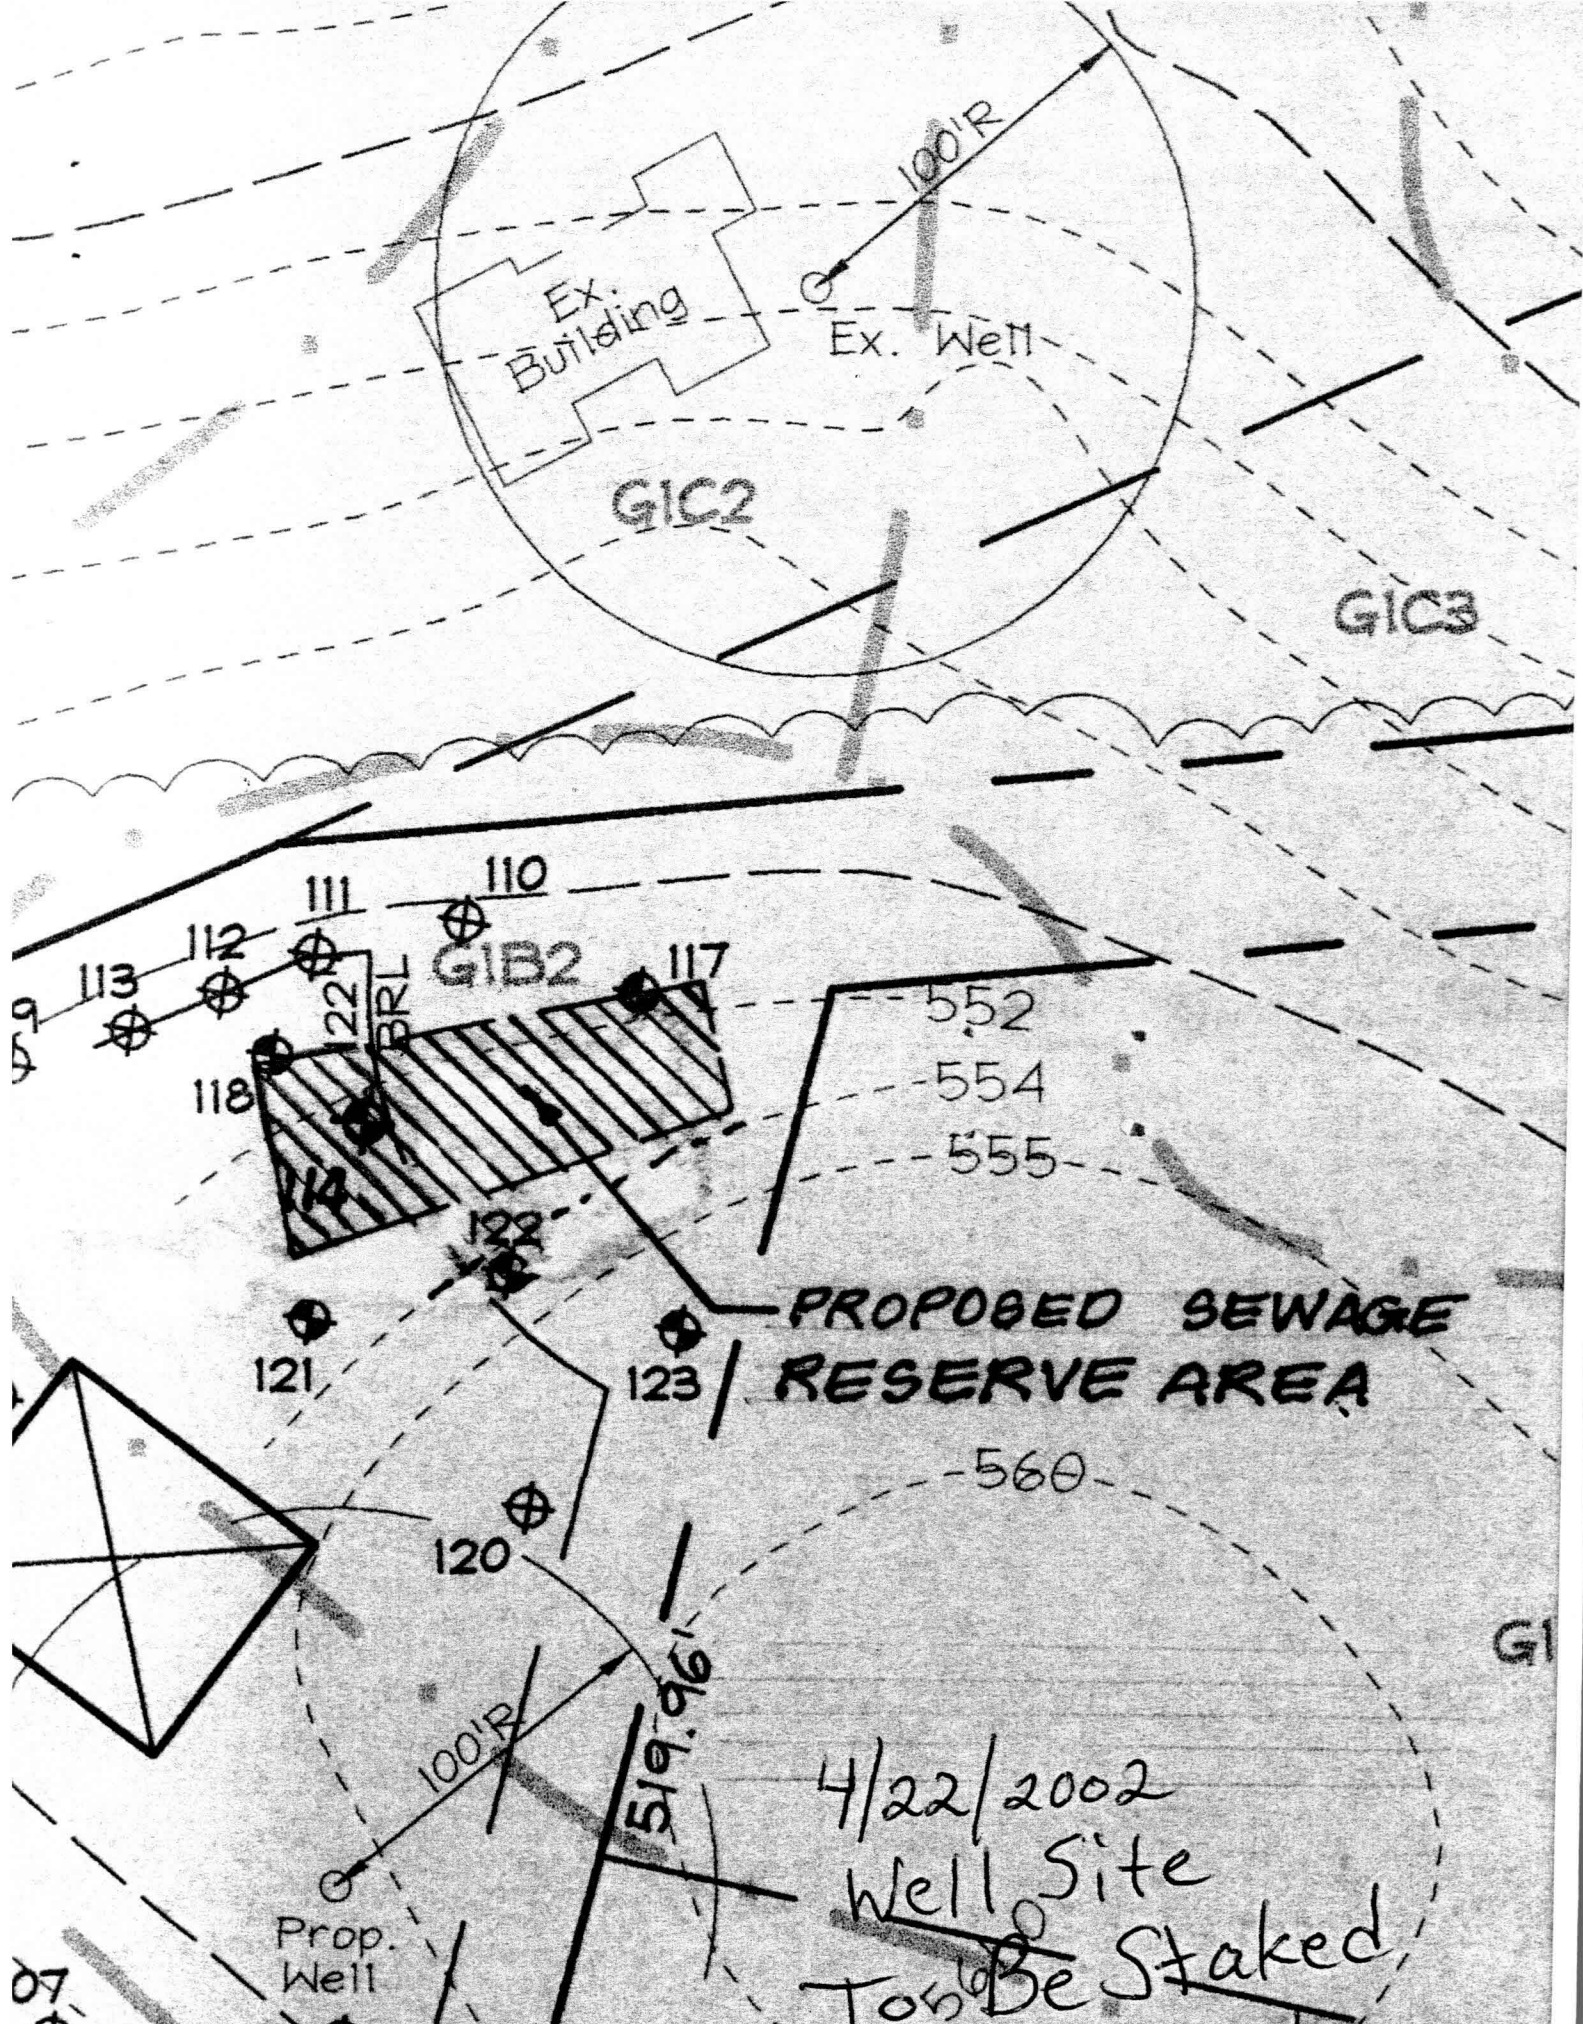 100'R
Ex.
Building
Ex. Well
G1C2
G1C3
110
111
112
G1B2
117
113
9
122
BRL
552
118
554
555
114
122
PROPOSED SEWAGE
RESERVE AREA
121
123
560
120
G1
519.96'
100'R
4/22/2002
Well Site
Prop.
Well
To Be Staked
07